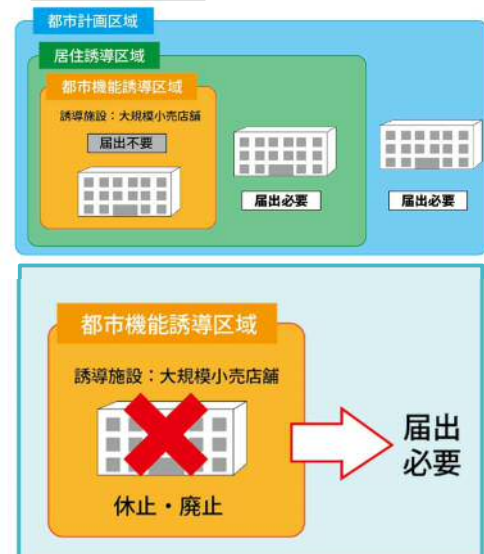 都市計画区域
居住誘導区域
都市機能誘導区域
誘導施設：大規模小売店舗
届出不要
届出必要
届出必要
都市機能誘導区域
誘導施設：大規模小売店舗
休止・廃止
届出
必要